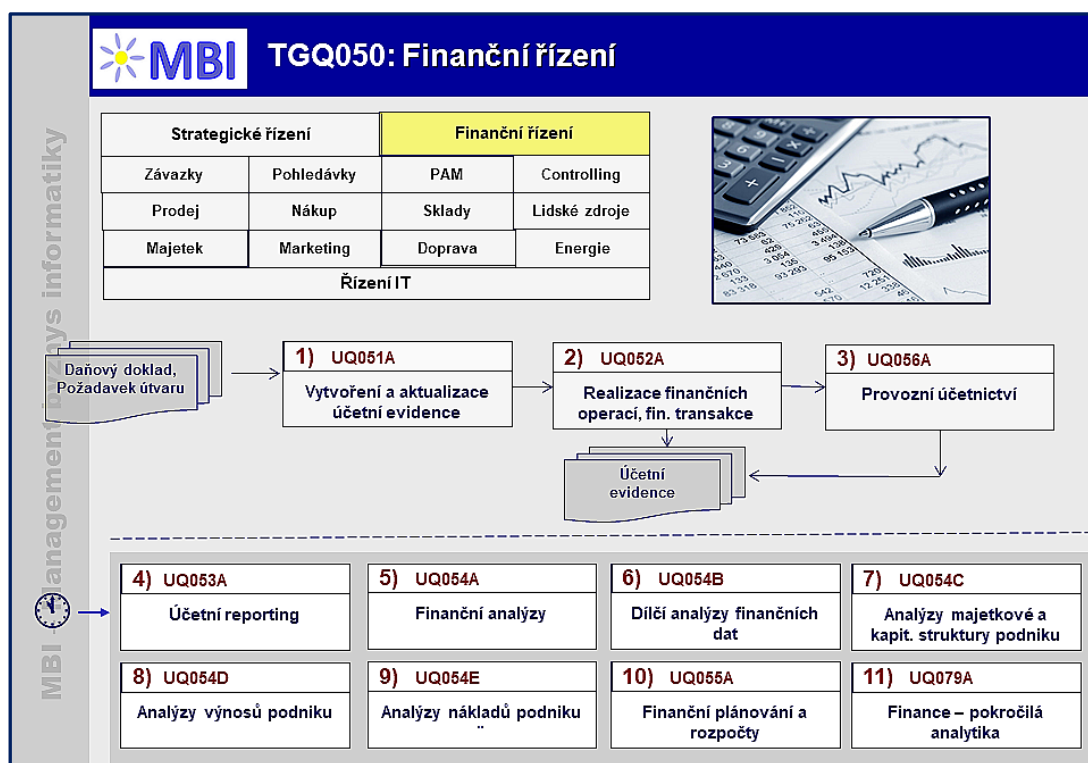 MBI
TGQ050: Finanční řízení
Strategické řízení
Finanční řízení
Závazky
Pohledávky
PAM
Controlling
Prodej
Nákup
Sklady
Lidské zdroje
Majetek
Marketing
Doprava
Energie
Řízení IT
Daňový doklad,
Požadavek útvaru
1) UQ051A
Vytvoření a aktualizace
účetní evidence
2) UQ052A
Realizace finančních
operací, fin. transakce
3) UQ056A
Provozní účetnictví
Účetní
evidence
4) UQ053A
Účetní reporting
5) UQ054A
Finanční analýzy
6) UQ054B
Dílčí analýzy finančních
dat
7) UQ054C
Analýzy majetkové a
kapit. struktury podniku
8) UQ054D
Analýzy výnosů podniku
9) UQ054E
Analýzy nákladů podniku
10) UQ055A
Finanční plánování a
rozpočty
11) UQ079A
Finance – pokročilá
analytika